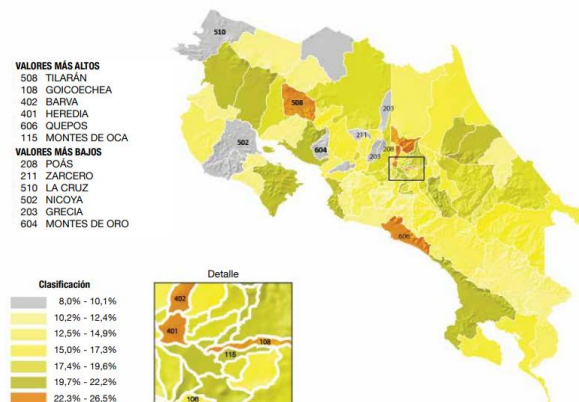 VALORES MÁS ALTOS
508 TILARÁN
108 GOICOECHEA
402 BARVA
401 HEREDIA
606 QUEPOS
115 MONTES DE OCA
VALORES MÁS BAJOS
208 POÁS
211 ZARCERO
510 LA CRUZ
502 NICOYA
203 GRECIA
604 MONTES DE ORO
510
508
201
211
208
203
502
604
606
Clasificación
8,0% - 10,1%
10,2% - 12,4%
12,5% - 14,9%
15,0% - 17,3%
17,4% - 19,6%
19,7% - 22,2%
22,3% - 26,5%
Detalle
402
401
108
115
106